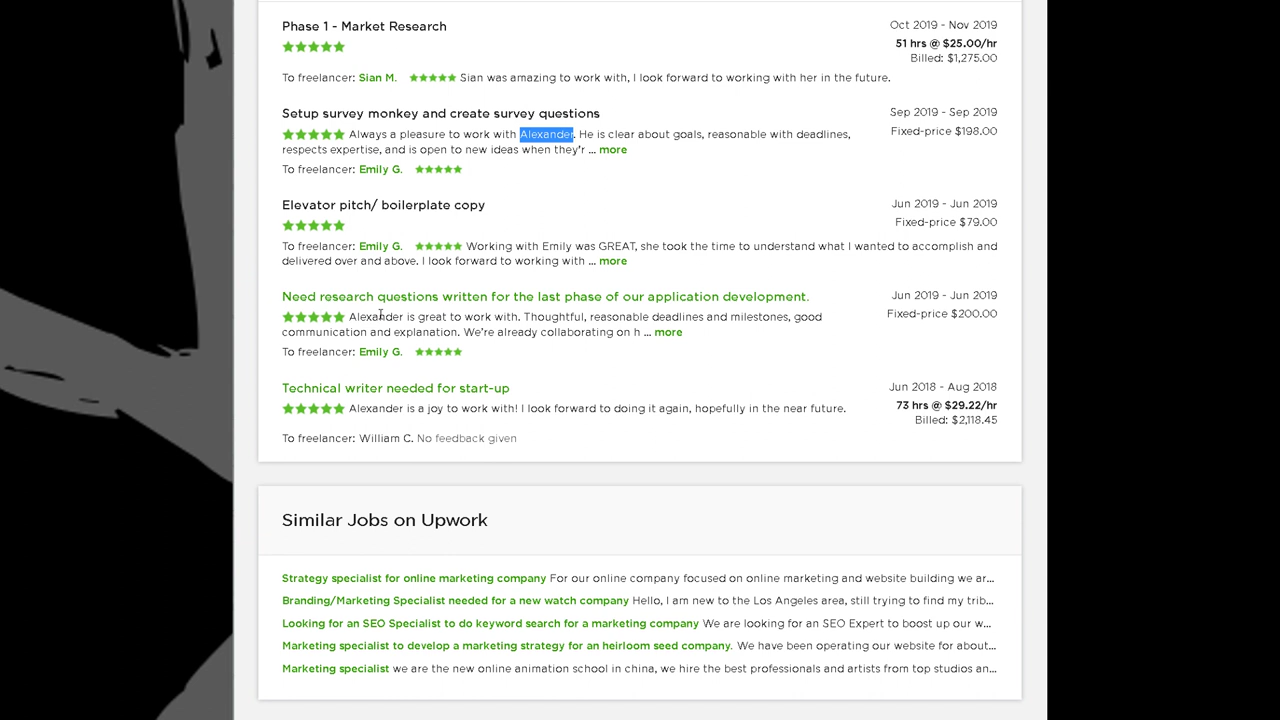 Phase 1 - Market Research
Oct 2019 - Nov 2019
51 hrs @ $25.00/hr
Billed: $1,275.00
To freelancer: Sian M. Sian was amazing to work with, I look forward to working with her in the future.
Setup survey monkey and create survey questions
Sep 2019 - Sep 2019
Always a pleasure to work with Alexander. He is clear about goals, reasonable with deadlines,
Fixed-price $198.00
respects expertise, and is open to new ideas when they'r ... more
To freelancer: Emily G.
Elevator pitch/ boilerplate copy
Jun 2019 - Jun 2019
Fixed-price $79.00
To freelancer: Emily G. Working with Emily was GREAT, she took the time to understand what I wanted to accomplish and
delivered over and above. I look forward to working with ... more
Need research questions written for the last phase of our application development.
Jun 2019 - Jun 2019
Alexander is great to work with. Thoughtful, reasonable deadlines and milestones, good
Fixed-price $200.00
communication and explanation. We're already collaborating on h ... more
To freelancer: Emily G.
Technical writer needed for start-up
Jun 2018 - Aug 2018
Alexander is a joy to work with! I look forward to doing it again, hopefully in the near future.
73 hrs @ $29.22/hr
Billed: $2,118.45
To freelancer: William C. No feedback given
Similar Jobs on Upwork
Strategy specialist for online marketing company For our online company focused on online marketing and website building we ar...
Branding/Marketing Specialist needed for a new watch company Hello, I am new to the Los Angeles area, still trying to find my trib...
Looking for an SEO Specialist to do keyword search for a marketing company We are looking for an SEO Expert to boost up our w...
Marketing specialist to develop a marketing strategy for an heirloom seed company. We have been operating our website for about...
Marketing specialist we are the new online animation school in china, we hire the best professionals and artists from top studios an...